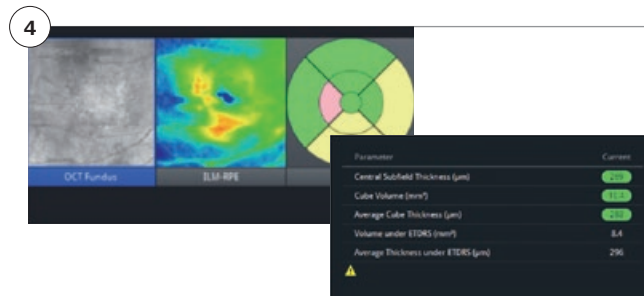 4
OCT Fundus ILM-RPE
Parameter Current
Central Subfield Thickness (µm)
Cube Volume (mm³)
Average Cube Thickness (µm)
Volume under ETDRS (mm³) 8.4
Average Thickness under ETDRS (µm) 296